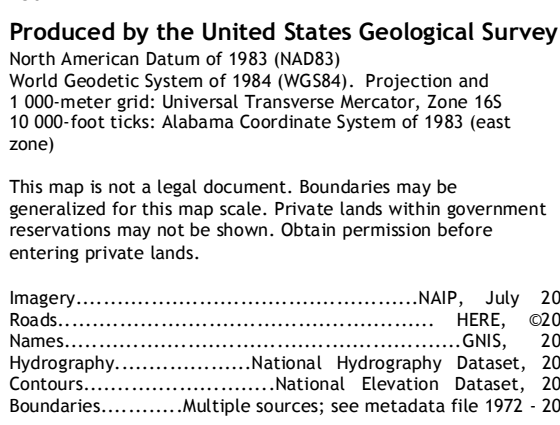 Produced by the United States Geological Survey
North American Datum of 1983 (NAD83)
World Geodetic System of 1984 (WGS84).  Projection and
1 000-meter grid: Universal Transverse Mercator, Zone 16S
10 000-foot ticks: Alabama Coordinate System of 1983 (east
zone)
This map is not a legal document. Boundaries may be
generalized for this map scale. Private lands within government
reservations may not be shown. Obtain permission before
entering private lands.
Imagery.............................................NAIP, July 20
Roads................................................. HERE, ©20
Names....................................................GNIS, 20
Hydrography..................National Hydrography Dataset, 20
Contours.........................National Elevation Dataset, 20
Boundaries............Multiple sources; see metadata file 1972 - 20